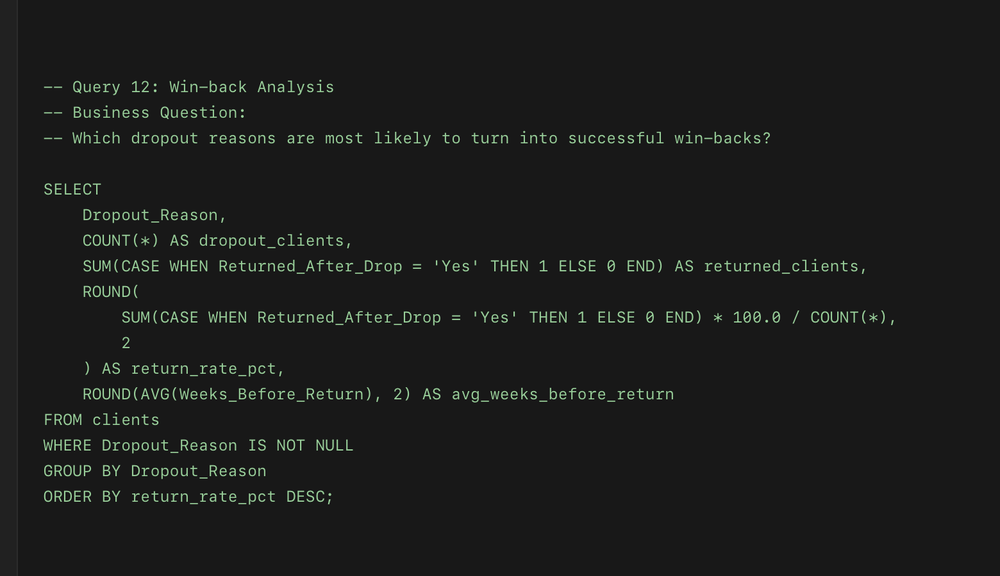 -- Query 12: Win-back Analysis
-- Business Question:
-- Which dropout reasons are most likely to turn into successful win-backs?

SELECT
    Dropout_Reason,
    COUNT(*) AS dropout_clients,
    SUM(CASE WHEN Returned_After_Drop = 'Yes' THEN 1 ELSE 0 END) AS returned_clients,
    ROUND(
        SUM(CASE WHEN Returned_After_Drop = 'Yes' THEN 1 ELSE 0 END) * 100.0 / COUNT(*),
        2
    ) AS return_rate_pct,
    ROUND(AVG(Weeks_Before_Return), 2) AS avg_weeks_before_return
FROM clients
WHERE Dropout_Reason IS NOT NULL
GROUP BY Dropout_Reason
ORDER BY return_rate_pct DESC;